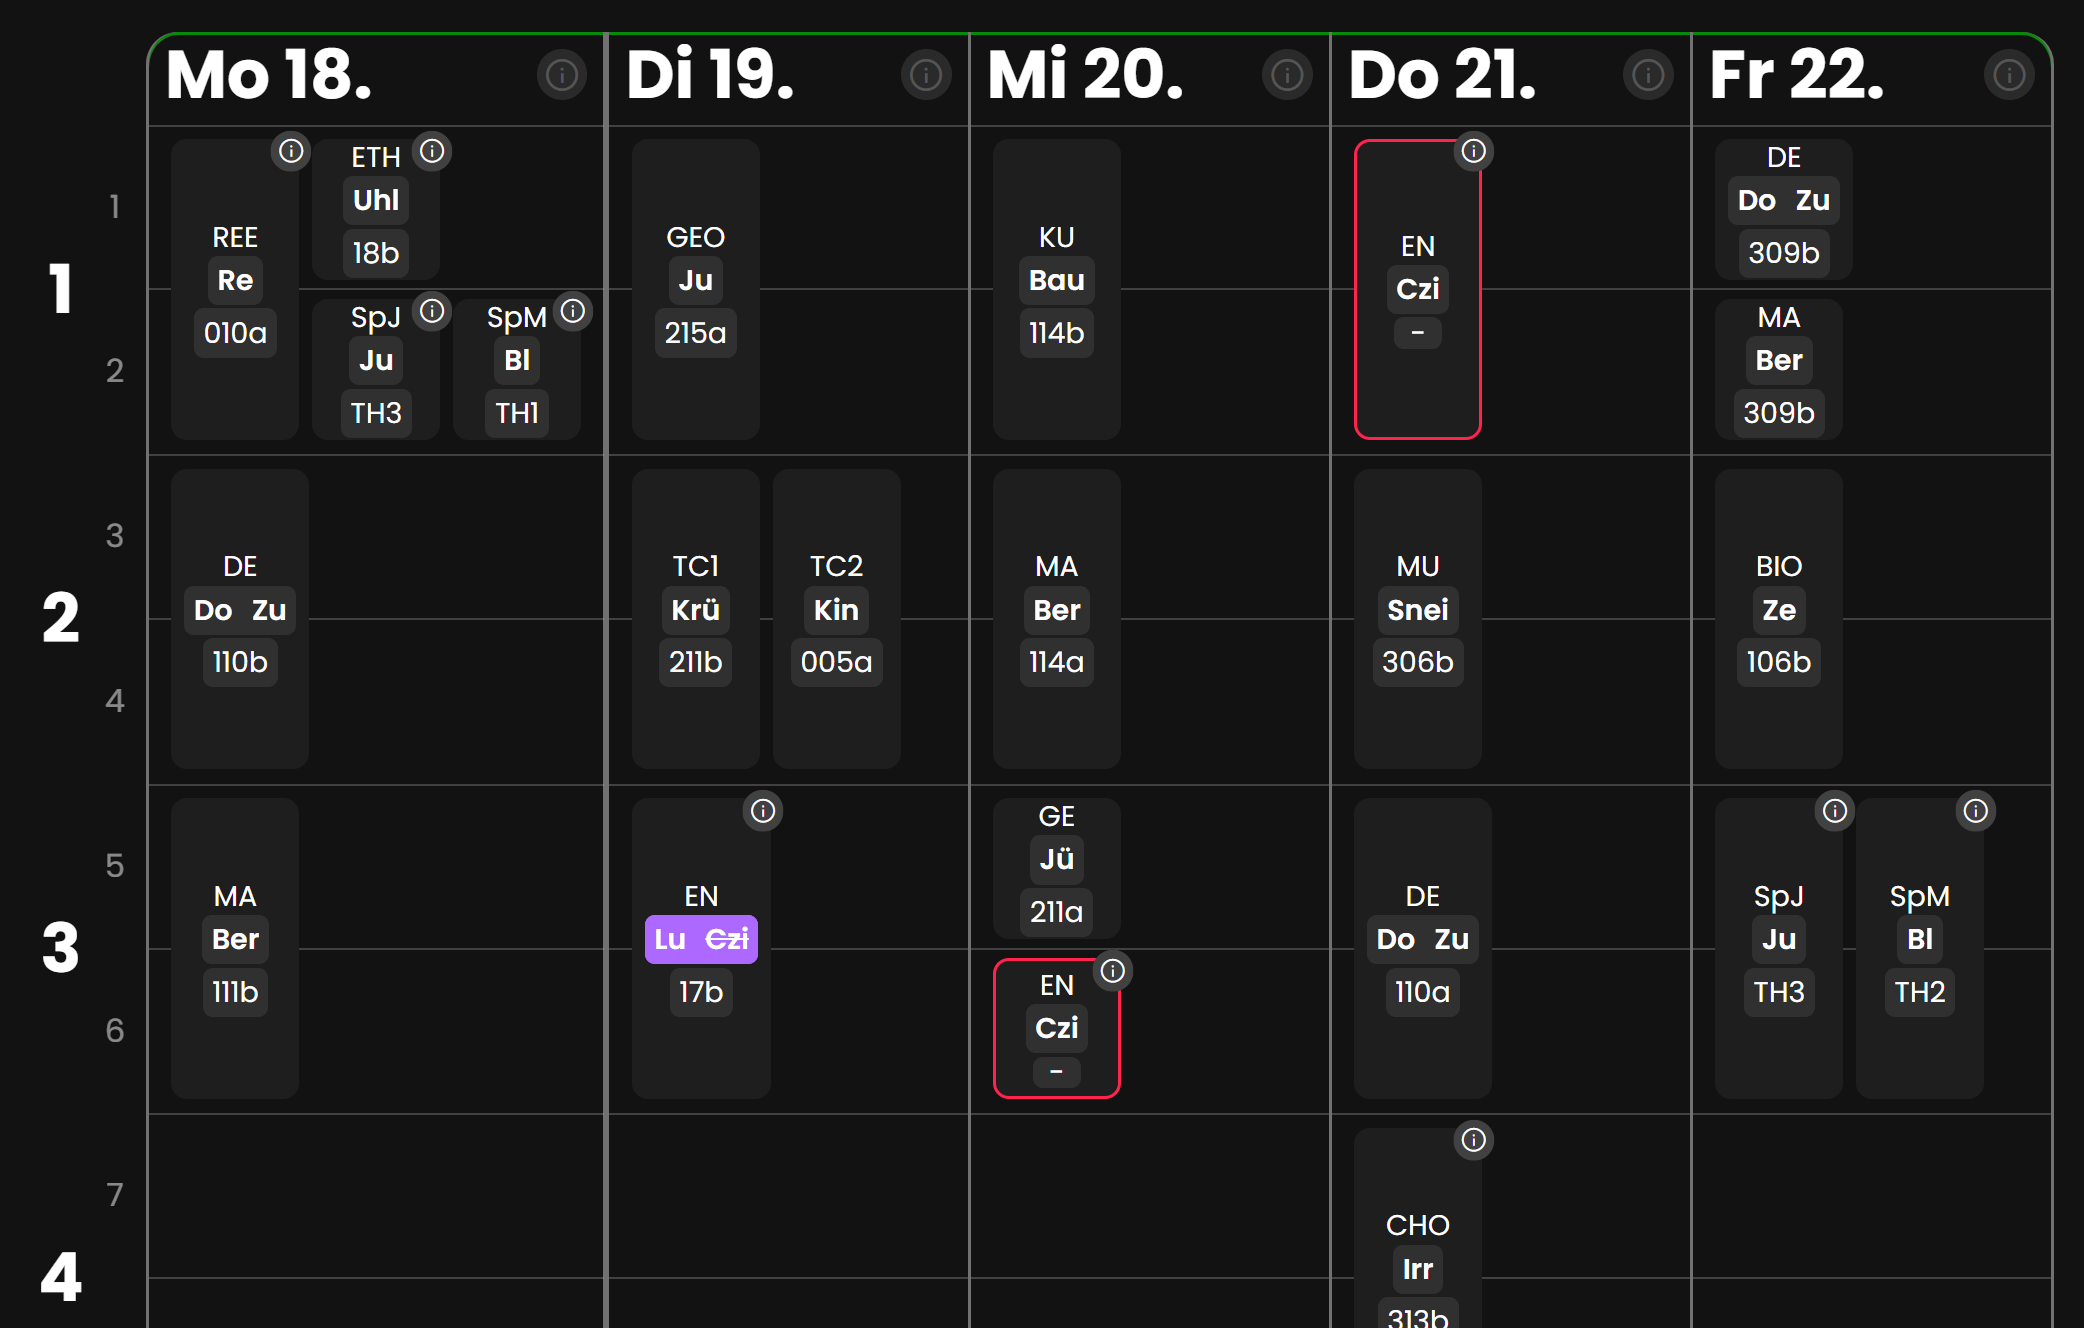 Mo 18.
Di 19.
Mi 20.
Do 21.
Fr 22.
1
1
2
REE
Re
010a
ETH
Uhl
18b
SpJ
Ju
TH3
SpM
Bl
TH1
GEO
Ju
215a
KU
Bau
114b
EN
Czi
-
DE
Do Zu
309b
MA
Ber
309b
2
3
4
DE
Do Zu
110b
TC1
Krü
211b
TC2
Kin
005a
MA
Ber
114a
MU
Snei
306b
BIO
Ze
106b
3
5
6
MA
Ber
111b
EN
Lu Czi
17b
GE
Jü
211a
EN
Czi
-
DE
Do Zu
110a
SpJ
Ju
TH3
SpM
Bl
TH2
4
7
CHO
Irr
313b